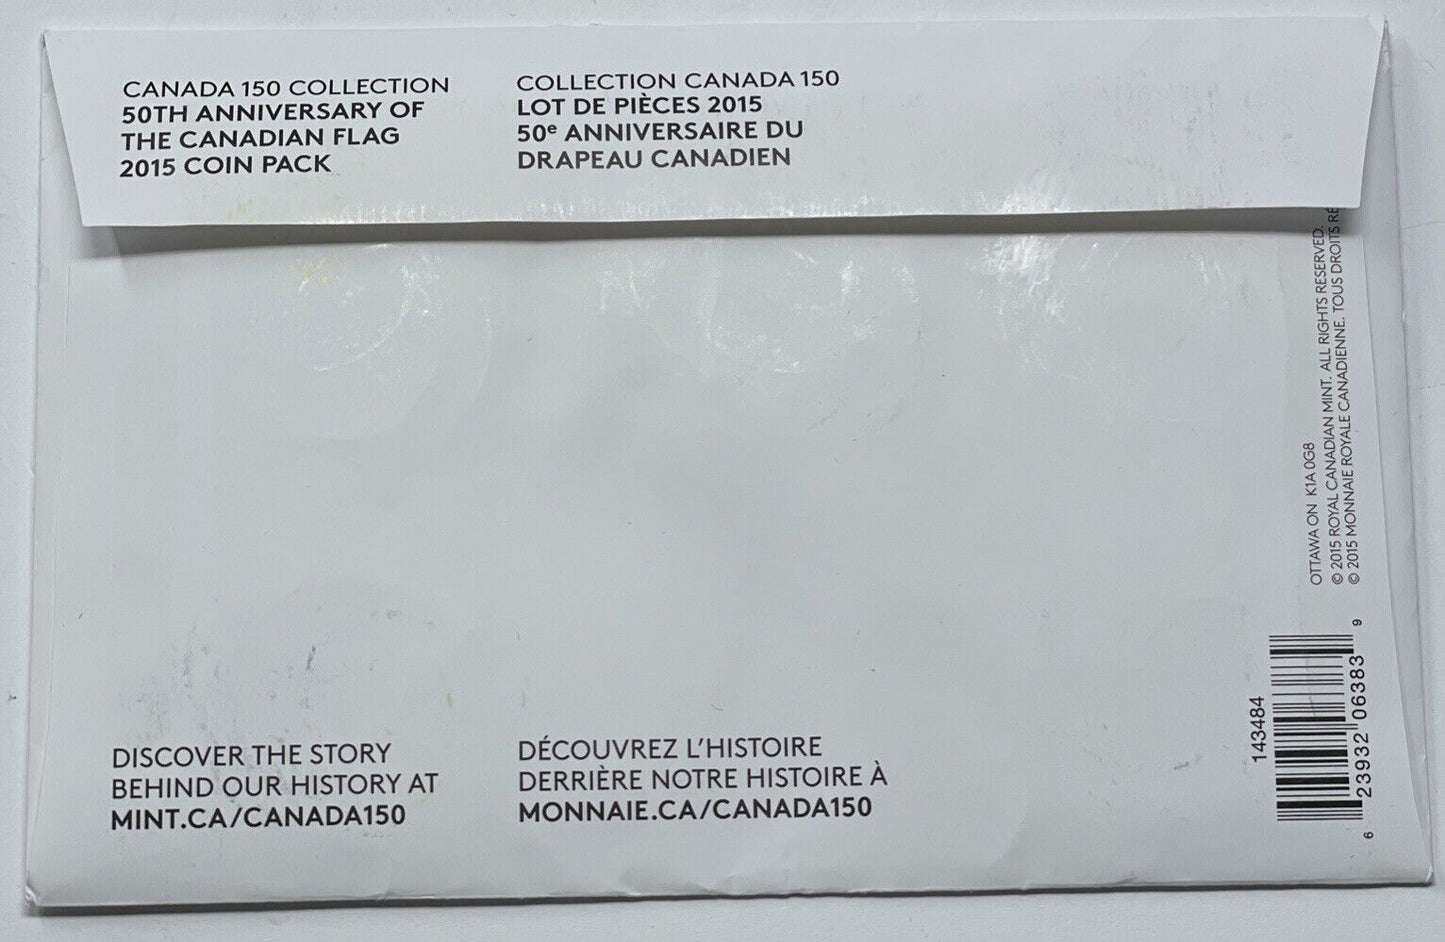 CANADA 150 COLLECTION
50TH ANNIVERSARY OF
THE CANADIAN FLAG
2015 COIN PACK
COLLECTION CANADA 150
LOT DE PIÈCES 2015
50e ANNIVERSAIRE DU
DRAPEAU CANADIEN
DISCOVER THE STORY
BEHIND OUR HISTORY AT
MINT.CA/CANADA150
DÉCOUVREZ L'HISTOIRE
DERRIÈRE NOTRE HISTOIRE À
MONNAIE.CA/CANADA150
OTTAWA ON K1A 0G8
© 2015 ROYAL CANADIAN MINT. ALL RIGHTS RESERVED.
© 2015 MONNAIE ROYALE CANADIENNE. TOUS DROITS RÉ
143484
6 23932 06383 9